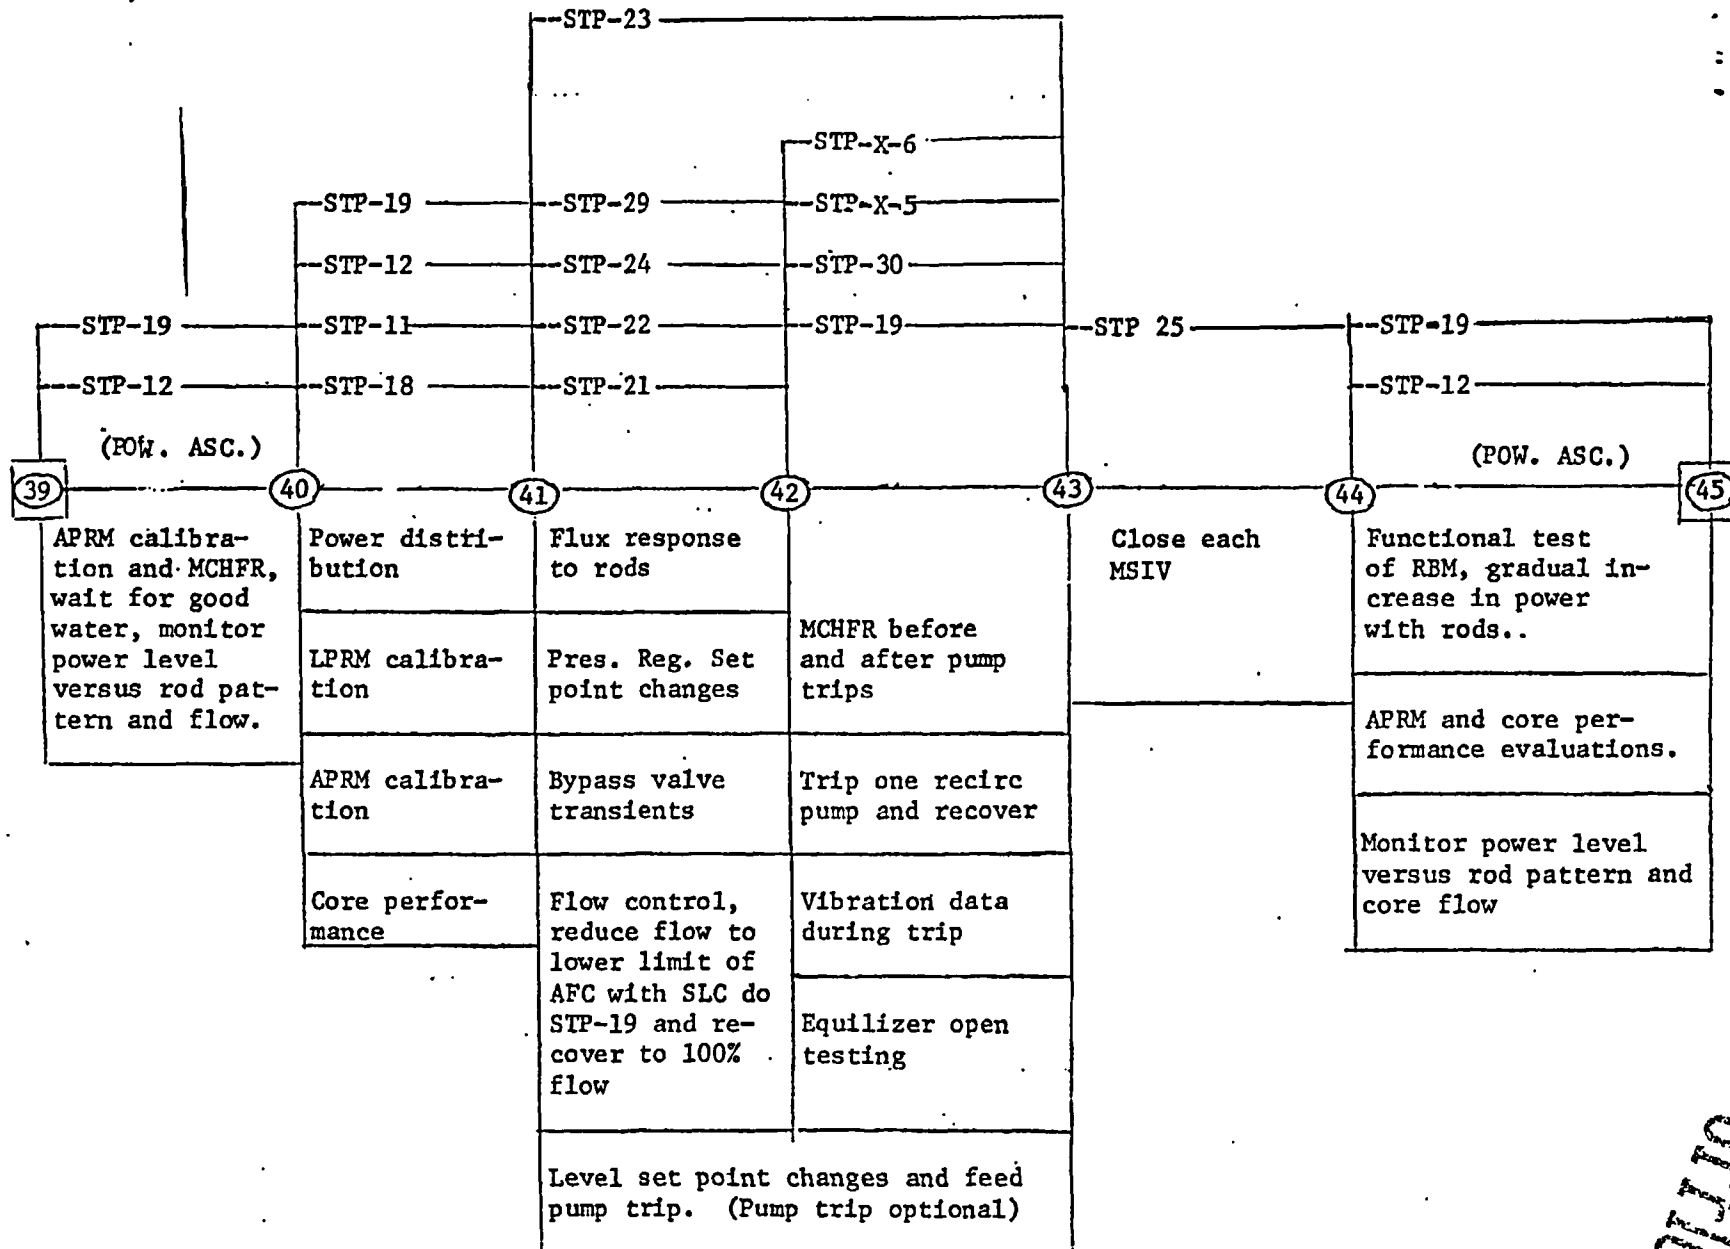 --STP-23
--STP-X-6
--STP-19
--STP-29
--STP-X-5
--STP-12
--STP-24
--STP-30
--STP-19
--STP-11
--STP-22
--STP-19
--STP 25
--STP-19
--STP-12
--STP-18
--STP-21
--STP-12
(POW. ASC.)
(POW. ASC.)
39
40
41
42
43
44
45
APRM calibra-
tion and MCHFR,
wait for good
water, monitor
power level
versus rod pat-
tern and flow.
Power distri-
bution
LPRM calibra-
tion
APRM calibra-
tion
Core perfor-
mance
Flux response
to rods
Pres. Reg. Set
point changes
Bypass valve
transients
Flow control,
reduce flow to
lower limit of
AFC with SLC do
STP-19 and re-
cover to 100%
flow
MCHFR before
and after pump
trips
Trip one recirc
pump and recover
Vibration data
during trip
Equilizer open
testing
Level set point changes and feed
pump trip. (Pump trip optional)
Close each
MSIV
Functional test
of RBM, gradual in-
crease in power
with rods..
APRM and core per-
formance evaluations.
Monitor power level
versus rod pattern and
core flow